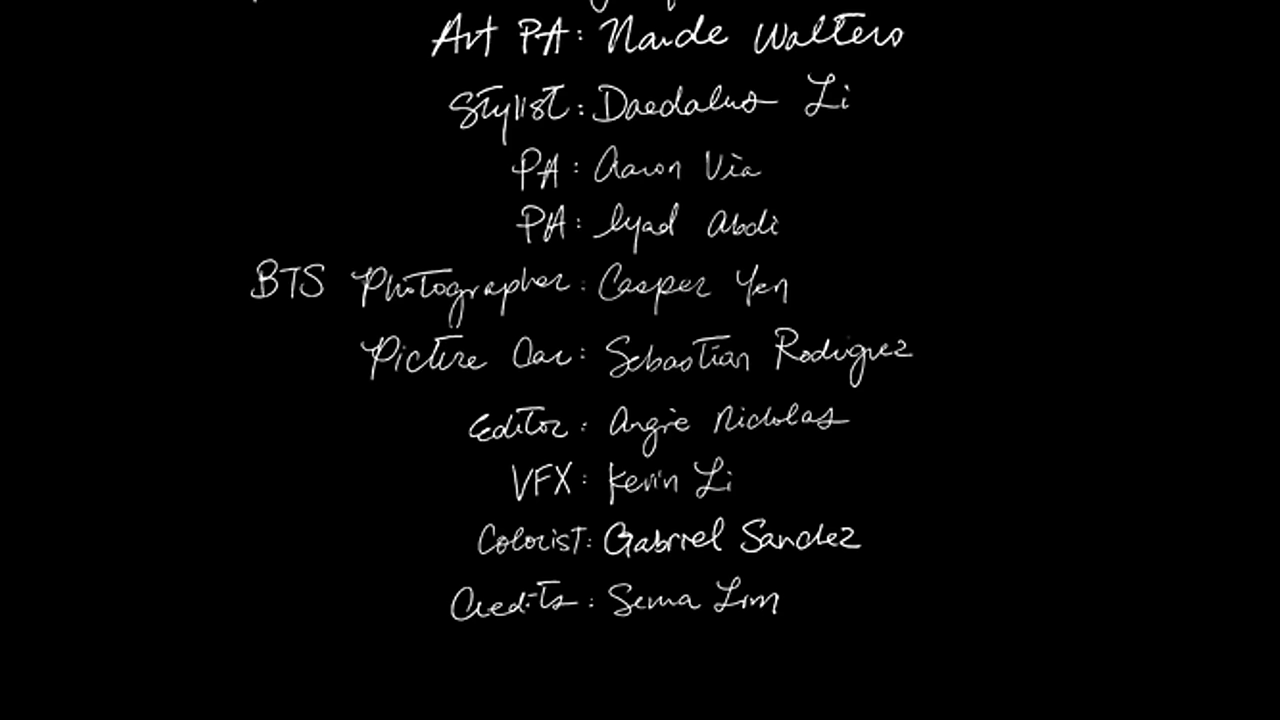 Art PA: Naide Walters
Stylist: Daedalus Li
PA: Aaron Via
PA: Iyad Abdi
BTS Photographer: Casper Yen
Picture Car: Sebastian Rodriguez
Editor: Angie Nicholas
VFX: Kevin Li
Colorist: Gabriel Sanchez
Credits: Sema Lim